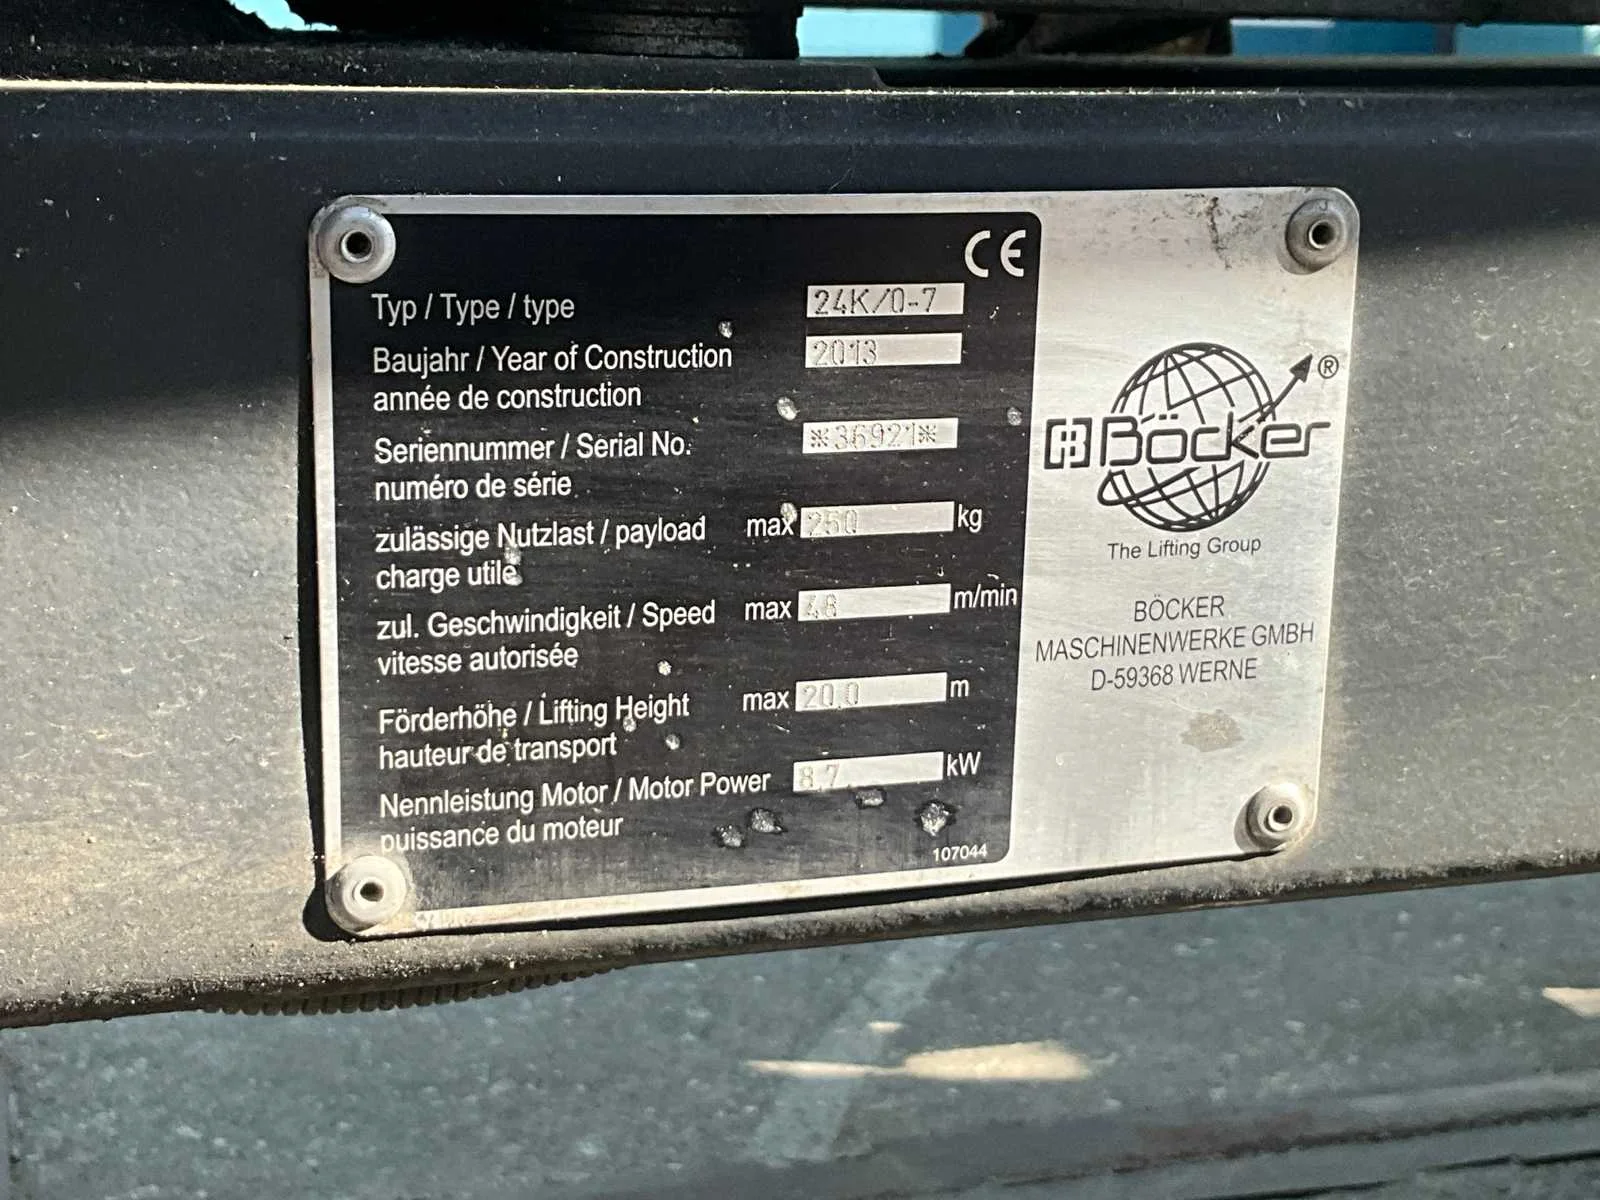 CE
Typ / Type / type 24K/0-7
Baujahr / Year of Construction 2013
année de construction
Seriennummer / Serial No. *36921*
numéro de série
zulässige Nutzlast / payload max 250 kg
charge utile
zul. Geschwindigkeit / Speed max 48 m/min
vitesse autorisée
Förderhöhe / Lifting Height max 20,0 m
hauteur de transport
Nennleistung Motor / Motor Power 8,7 kW
puissance du moteur
107044
Böcker ®
The Lifting Group
BÖCKER
MASCHINENWERKE GMBH
D-59368 WERNE